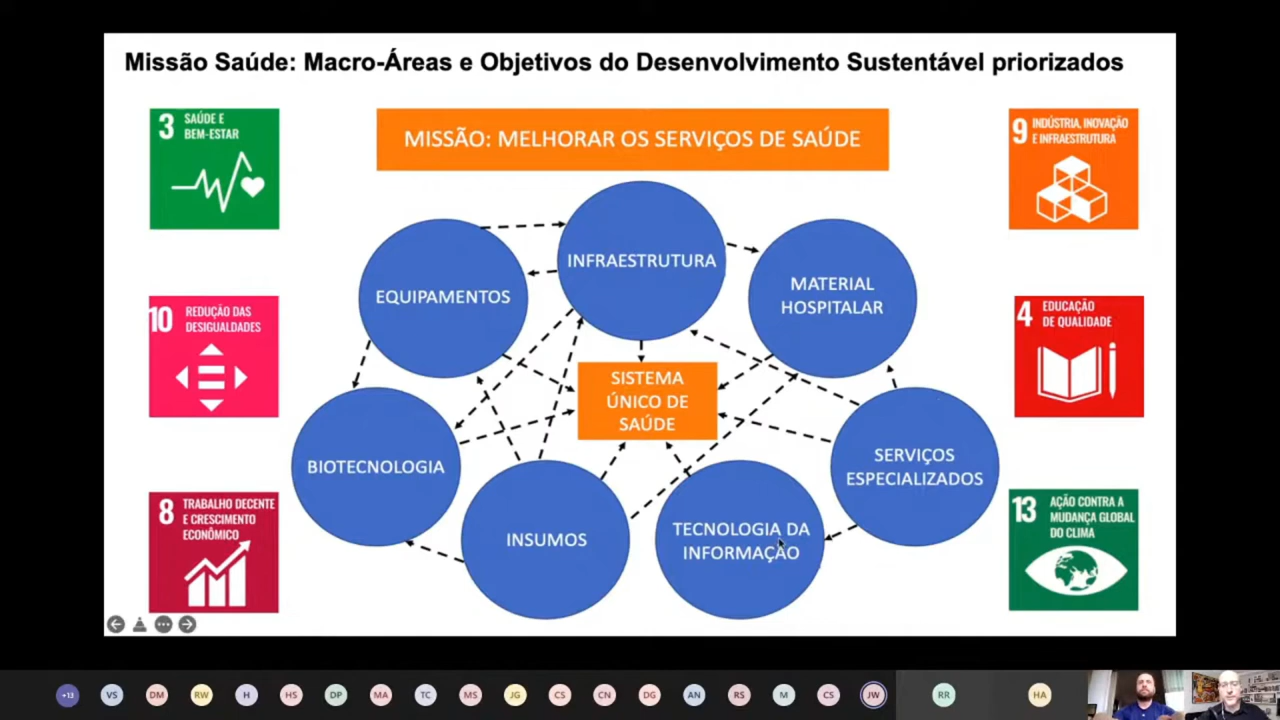 Missão Saúde: Macro-Áreas e Objetivos do Desenvolvimento Sustentável priorizados
3 SAÚDE E
BEM-ESTAR
MISSÃO: MELHORAR OS SERVIÇOS DE SAÚDE
9 INDÚSTRIA, INOVAÇÃO
E INFRAESTRUTURA
INFRAESTRUTURA
EQUIPAMENTOS
MATERIAL
HOSPITALAR
10 REDUÇÃO DAS
DESIGUALDADES
4 EDUCAÇÃO
DE QUALIDADE
SISTEMA
ÚNICO DE
SAÚDE
BIOTECNOLOGIA
SERVIÇOS
ESPECIALIZADOS
8 TRABALHO DECENTE
E CRESCIMENTO
ECONÔMICO
INSUMOS
TECNOLOGIA DA
INFORMAÇÃO
13 AÇÃO CONTRA A
MUDANÇA GLOBAL
DO CLIMA
+13 VS DM RW H HS DP MA TC MS JG CS CN DG AN RS M CS JW RR HA